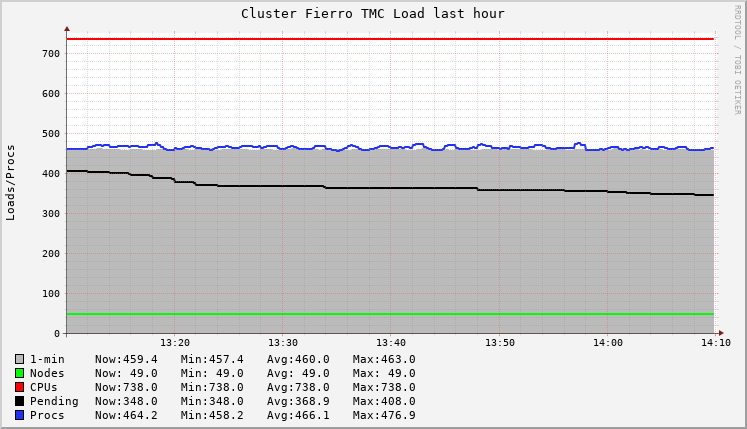 Cluster Fierro TMC Load last hour
RRDTOOL / TOBI OETIKER
Loads/Procs
700
600
500
400
300
200
100
0
13:20 13:30 13:40 13:50 14:00 14:10
1-min Now:459.4 Min:457.4 Avg:460.0 Max:463.0
Nodes Now: 49.0 Min: 49.0 Avg: 49.0 Max: 49.0
CPUs Now:738.0 Min:738.0 Avg:738.0 Max:738.0
Pending Now:348.0 Min:348.0 Avg:368.9 Max:408.0
Procs Now:464.2 Min:458.2 Avg:466.1 Max:476.9